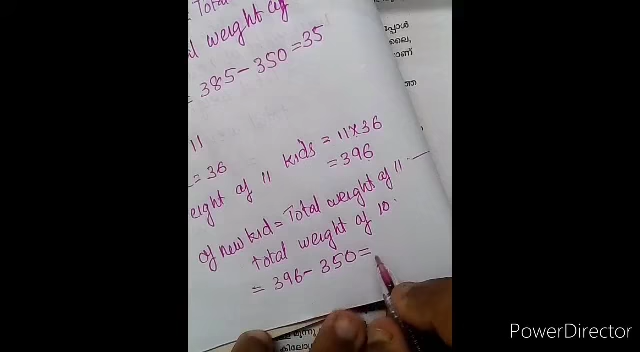 = Total
weight of
= 385 - 350 = 35
11
= 36
weight of 11 kids = 11 x 36
= 396
of new kid = Total weight of 11 -
total weight of 10.
= 396 - 350 =
PowerDirector